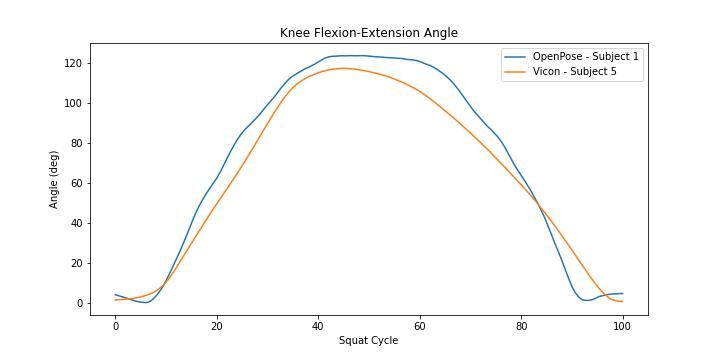 Knee Flexion-Extension Angle
OpenPose - Subject 1
Vicon - Subject 5
Angle (deg)
120
100
80
60
40
20
0
0 20 40 60 80 100
Squat Cycle